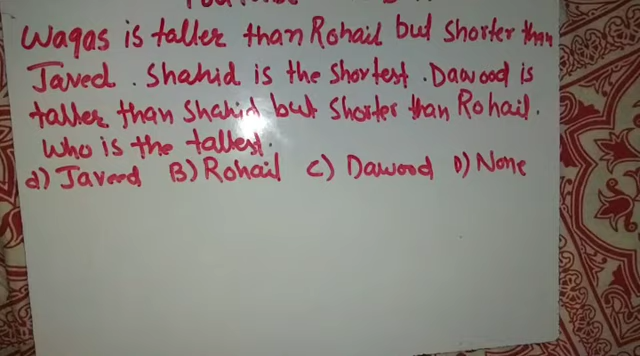 Waqas is taller than Rohail but shorter than
Javed. Shahid is the shortest. Dawood is
taller than Shahid but shorter than Rohail.
Who is the tallest.
a) Javeed B) Rohail C) Dawood D) None